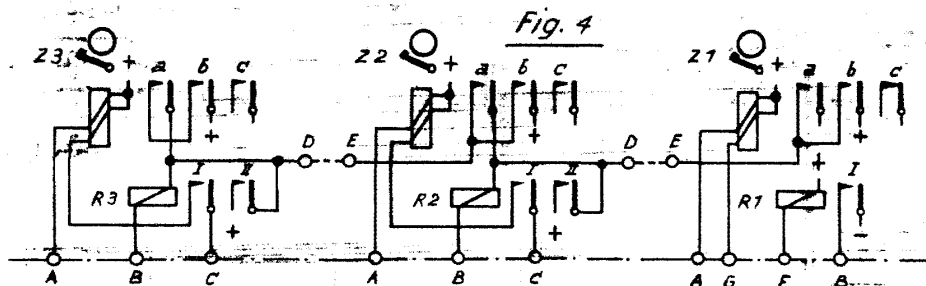 Fig. 4
Z3 + a b c Z2 + a b c Z1 + a b c
+ + +
D E D E
I II I II + I
R3 R2 R1
+ + −
A B C A B C A G F B